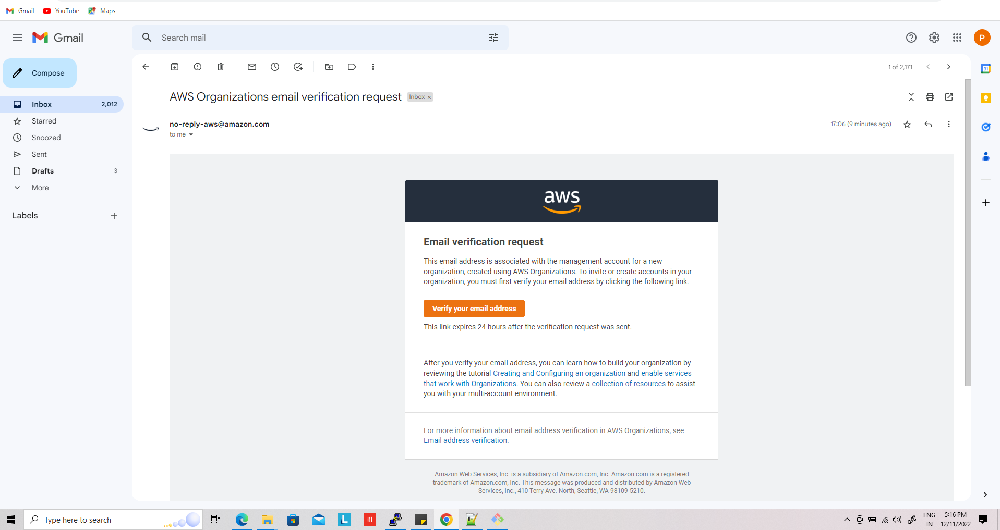 Gmail YouTube Maps
Gmail
Search mail
P
Compose
1 of 2,171
31
AWS Organizations email verification request Inbox ×
Inbox 2,012
Starred
no-reply-aws@amazon.com
17:06 (9 minutes ago)
to me
Snoozed
Sent
Drafts 3
More
Labels
aws
Email verification request
This email address is associated with the management account for a new
organization, created using AWS Organizations. To invite or create accounts in your
organization, you must first verify your email address by clicking the following link.
Verify your email address
This link expires 24 hours after the verification request was sent.
After you verify your email address, you can learn how to build your organization by
reviewing the tutorial Creating and Configuring an organization and enable services
that work with Organizations. You can also review a collection of resources to assist
you with your multi-account environment.
For more information about email address verification in AWS Organizations, see
Email address verification.
Amazon Web Services, Inc. is a subsidiary of Amazon.com, Inc. Amazon.com is a registered
trademark of Amazon.com, Inc. This message was produced and distributed by Amazon Web
Services, Inc., 410 Terry Ave. North, Seattle, WA 98109-5210.
Type here to search
L
ENG
IN
5:16 PM
12/11/2022